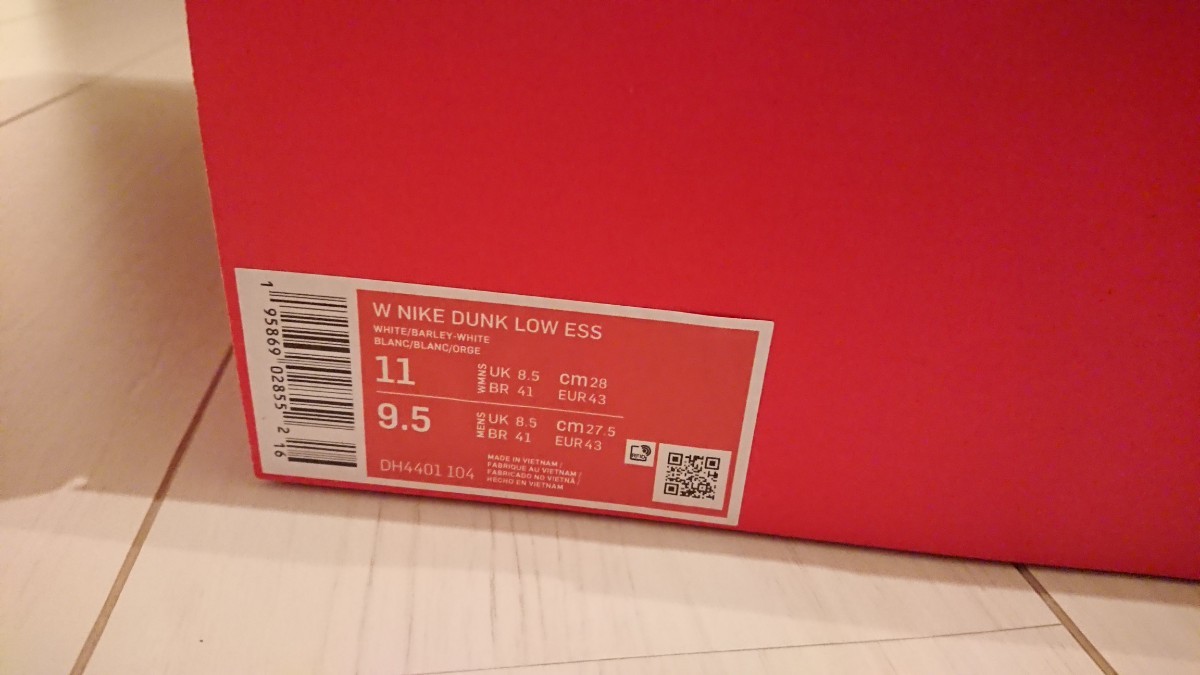 W NIKE DUNK LOW ESS
WHITE/BARLEY-WHITE
BLANC/BLANC/ORGE
11
WMNS
UK 8.5 cm 28
BR 41 EUR 43
9.5
MENS
UK 8.5 cm 27.5
BR 41 EUR 43
DH4401 104
MADE IN VIETNAM /
FABRIQUE AU VIETNAM /
FABRICADO NO VIETNÃ /
HECHO EN VIETNAM
1 95869 02855 2 16